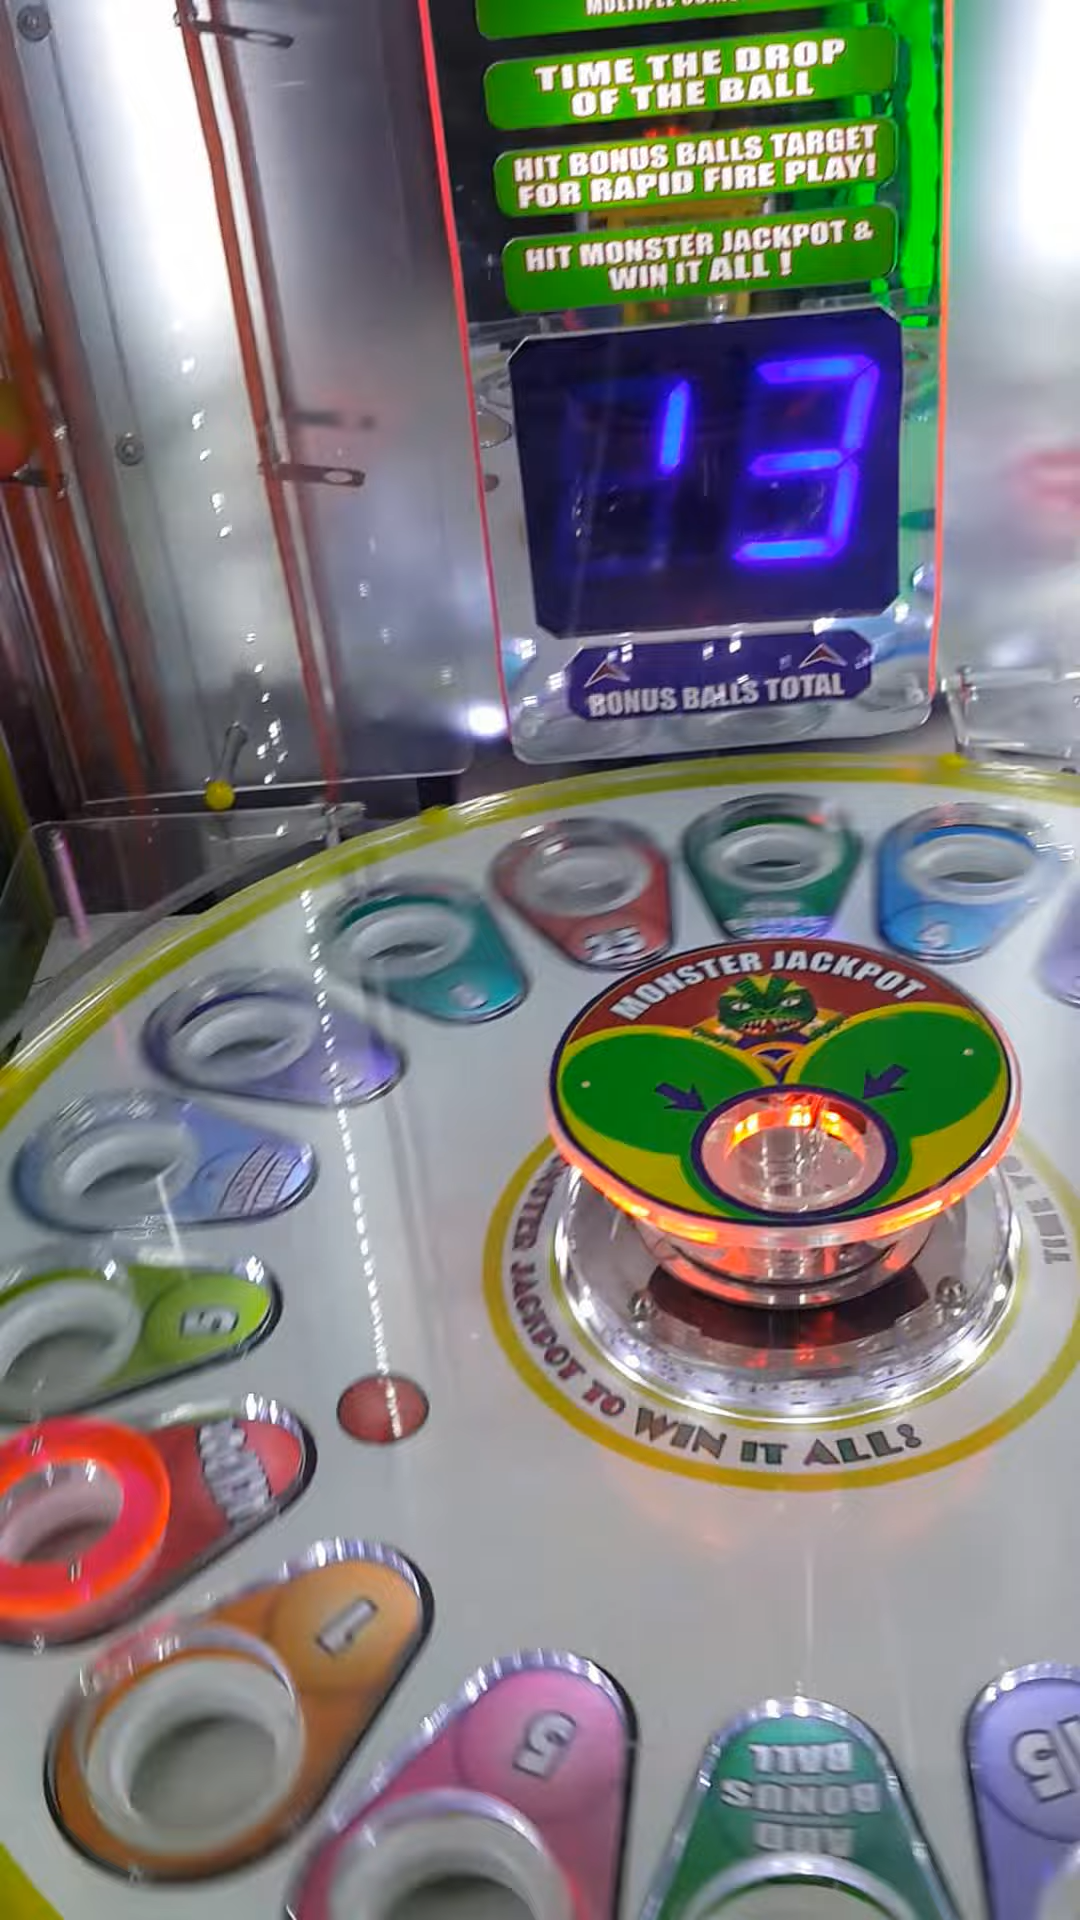 TIME THE DROP
OF THE BALL
HIT BONUS BALLS TARGET
FOR RAPID FIRE PLAY!
HIT MONSTER JACKPOT &
WIN IT ALL !
13
BONUS BALLS TOTAL
25
4
MONSTER JACKPOT
5
JACKPOT TO WIN IT ALL!
1
5
ADD
BONUS
BALL
15